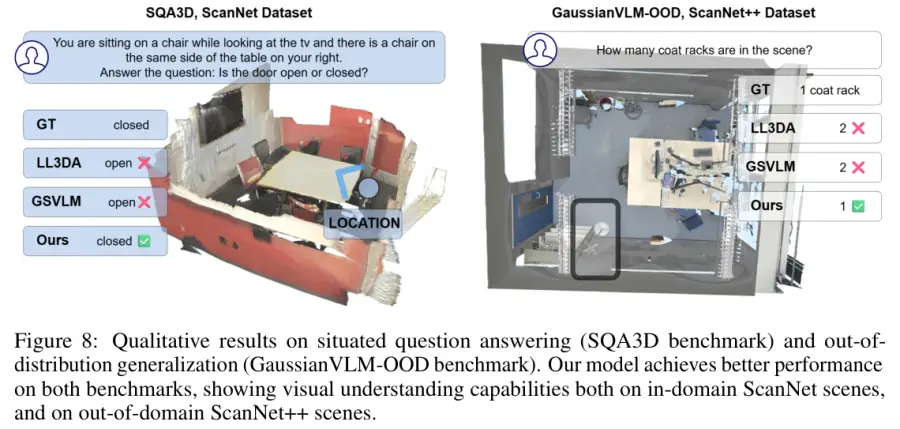 SQA3D, ScanNet Dataset
You are sitting on a chair while looking at the tv and there is a chair on
the same side of the table on your right.
Answer the question: Is the door open or closed?
GT closed
LL3DA open ❌
GSVLM open ❌
Ours closed ✅
LOCATION
GaussianVLM-OOD, ScanNet++ Dataset
How many coat racks are in the scene?
GT 1 coat rack
LL3DA 2 ❌
GSVLM 2 ❌
Ours 1 ✅
Figure 8: Qualitative results on situated question answering (SQA3D benchmark) and out-of-
distribution generalization (GaussianVLM-OOD benchmark). Our model achieves better performance
on both benchmarks, showing visual understanding capabilities both on in-domain ScanNet scenes,
and on out-of-domain ScanNet++ scenes.